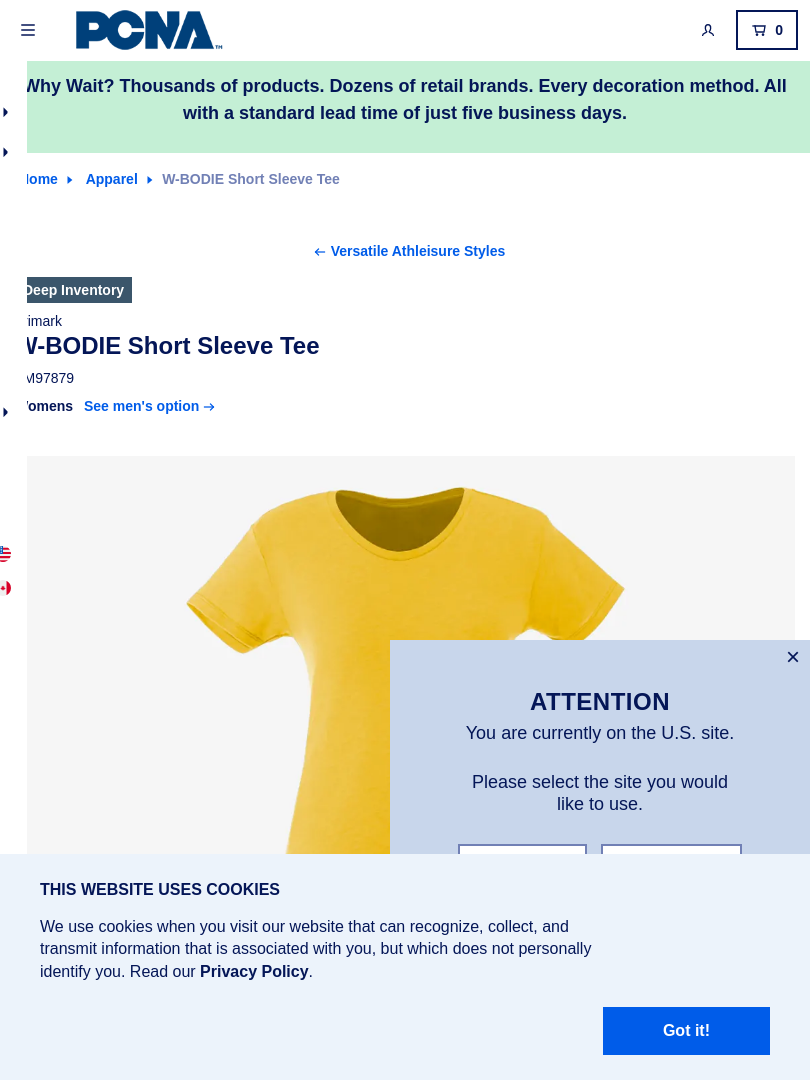 PCNA™
0
Why Wait? Thousands of products. Dozens of retail brands. Every decoration method. All
with a standard lead time of just five business days.
Home Apparel W-BODIE Short Sleeve Tee
← Versatile Athleisure Styles
Deep Inventory
rimark
W-BODIE Short Sleeve Tee
M97879
Womens See men's option →
ATTENTION
You are currently on the U.S. site.
Please select the site you would
like to use.
THIS WEBSITE USES COOKIES
We use cookies when you visit our website that can recognize, collect, and
transmit information that is associated with you, but which does not personally
identify you. Read our Privacy Policy.
Got it!